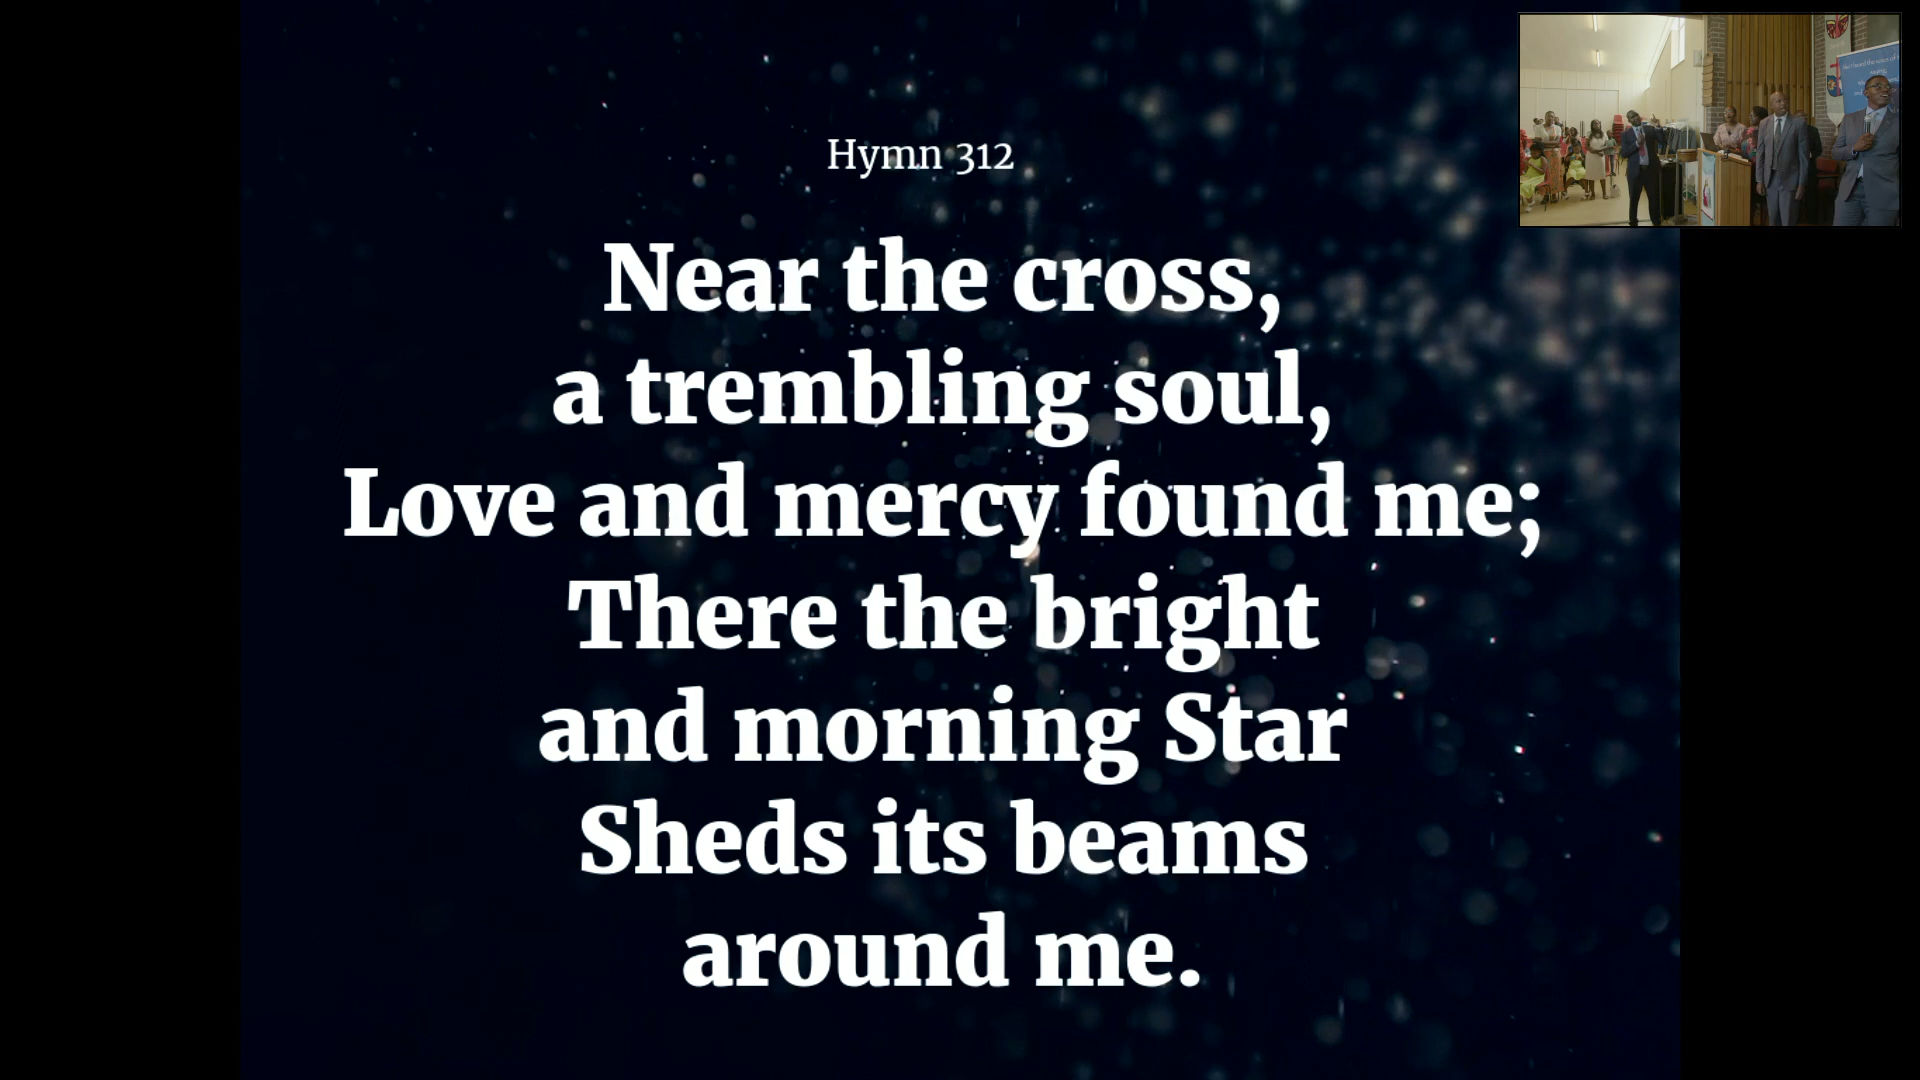 Hymn 312
Near the cross,
a trembling soul,
Love and mercy found me;
There the bright
and morning Star
Sheds its beams
around me.